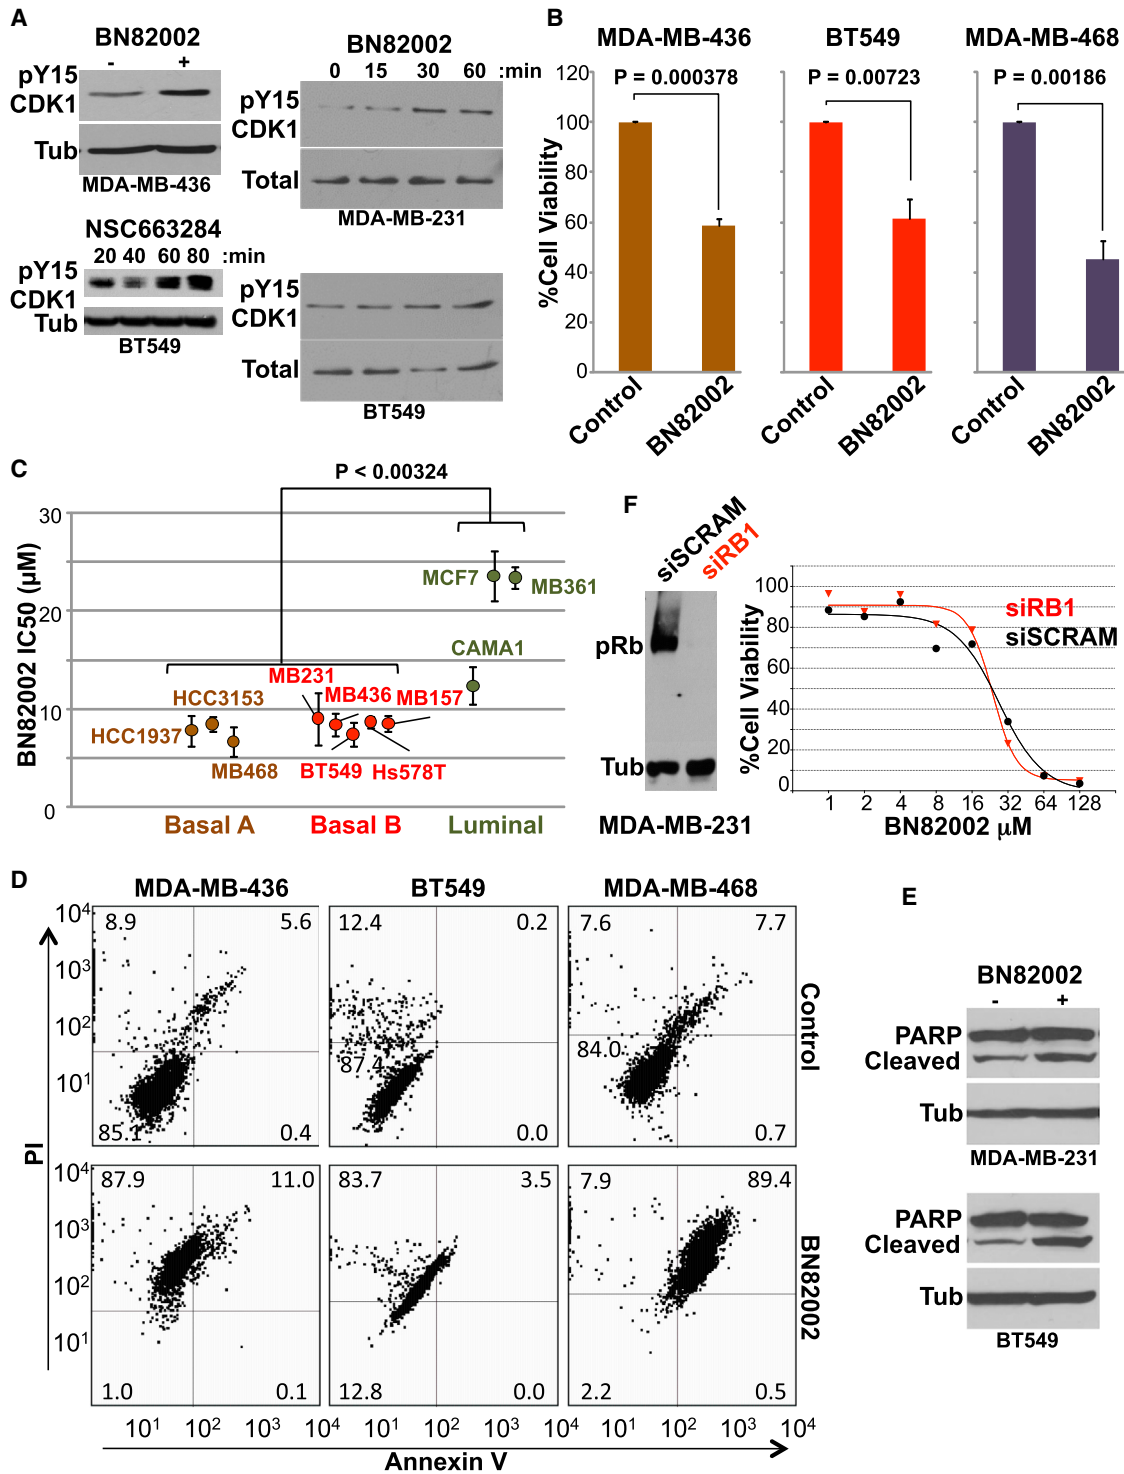 A
BN82002
- +
pY15
CDK1
Tub
MDA-MB-436
BN82002
0 15 30 60 :min
pY15
CDK1
Total
MDA-MB-231
NSC663284
20 40 60 80 :min
pY15
CDK1
Tub
BT549
pY15
CDK1
Total
BT549
B
MDA-MB-436 BT549 MDA-MB-468
P = 0.000378 P = 0.00723 P = 0.00186
%Cell Viability
120
100
80
60
40
20
0
Control BN82002 Control BN82002 Control BN82002
C
P < 0.00324
BN82002 IC50 (µM)
30
20
10
0
MCF7 MB361
CAMA1
MB231
HCC3153 MB436 MB157
HCC1937
MB468 BT549 Hs578T
Basal A Basal B Luminal
F
siSCRAM
siRB1
pRb
Tub
MDA-MB-231
%Cell Viability
100
80
60
40
20
0
siRB1
siSCRAM
1 2 4 8 16 32 64 128
BN82002 µM
D
MDA-MB-436 BT549 MDA-MB-468
PI
10⁴
10³
10²
10¹
8.9 5.6
85.1 0.4
12.4 0.2
87.4 0.0
7.6 7.7
84.0 0.7
Control
10⁴
10³
10²
10¹
87.9 11.0
1.0 0.1
83.7 3.5
12.8 0.0
7.9 89.4
2.2 0.5
BN82002
10¹ 10² 10³ 10⁴ 10¹ 10² 10³ 10⁴ 10¹ 10² 10³ 10⁴
Annexin V
E
BN82002
- +
PARP
Cleaved
Tub
MDA-MB-231
PARP
Cleaved
Tub
BT549